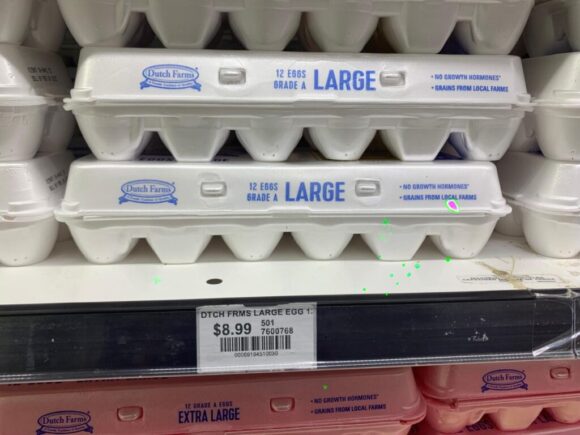 Dutch Farms
12 EGGS
GRADE A
LARGE
• NO GROWTH HORMONES*
• GRAINS FROM LOCAL FARMS
Dutch Farms
12 EGGS
GRADE A
LARGE
• NO GROWTH HORMONES*
• GRAINS FROM LOCAL FARMS
DTCH FRMS LARGE EGG 1
$8.99
501
7600768
Dutch Farms
12 GRADE A EGGS
EXTRA LARGE
• NO GROWTH HORMONES*
• GRAINS FROM LOCAL FARMS
Dutch Farms